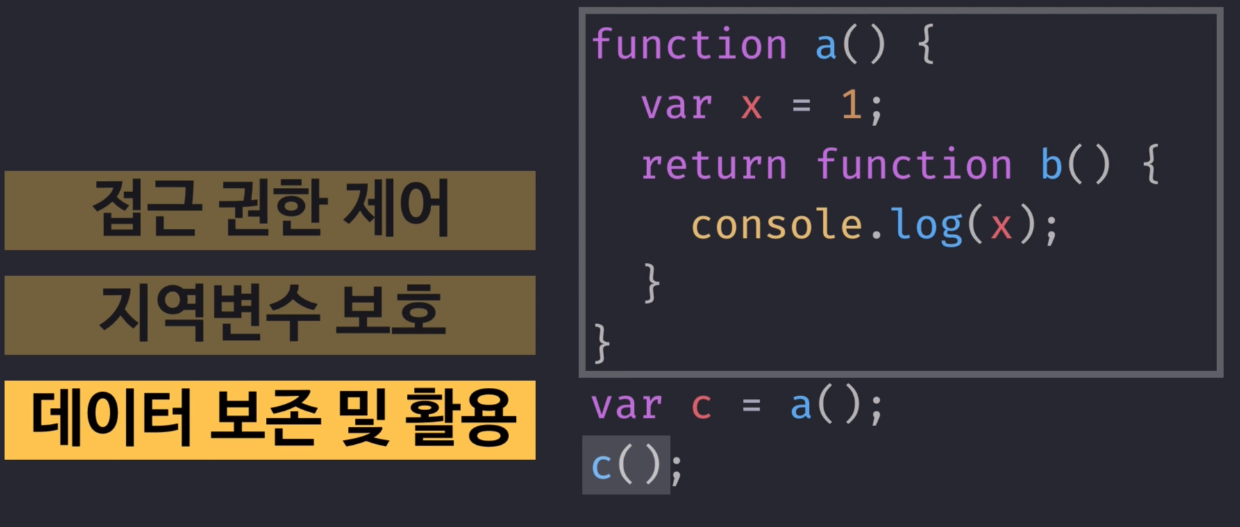 접근 권한 제어
지역변수 보호
데이터 보존 및 활용
function a() {
  var x = 1;
  return function b() {
    console.log(x);
  }
}
var c = a();
c();